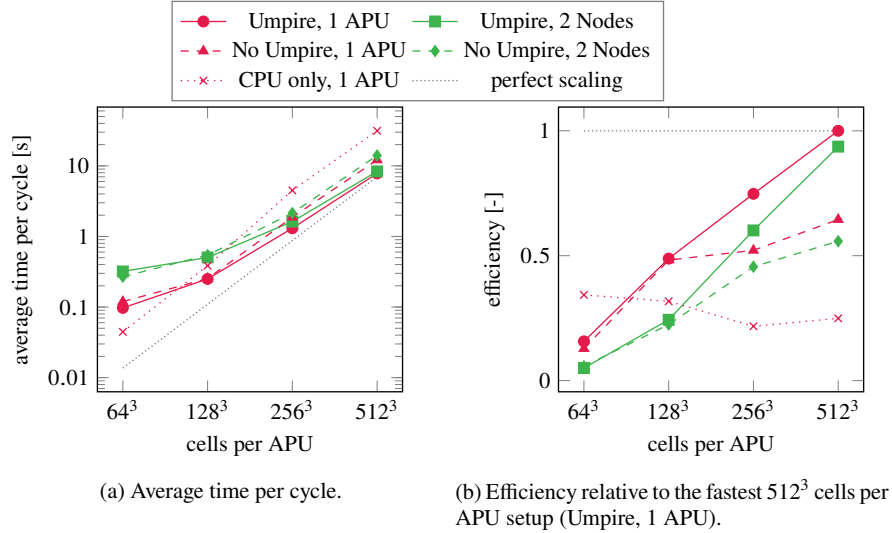 Umpire, 1 APU Umpire, 2 Nodes
No Umpire, 1 APU No Umpire, 2 Nodes
CPU only, 1 APU perfect scaling
average time per cycle [s]
10
1
0.1
0.01
64³ 128³ 256³ 512³
cells per APU
(a) Average time per cycle.
efficiency [-]
1
0.5
0
64³ 128³ 256³ 512³
cells per APU
(b) Efficiency relative to the fastest 512³ cells per
APU setup (Umpire, 1 APU).